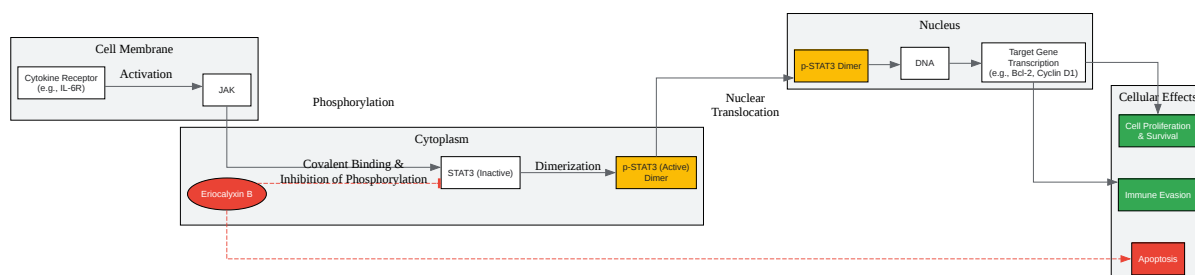 Cell Membrane
Cytokine Receptor
(e.g., IL-6R)
Activation
JAK
Phosphorylation
Cytoplasm
Covalent Binding &
Inhibition of Phosphorylation
Eriocalyxin B
STAT3 (Inactive)
Dimerization
p-STAT3 (Active)
Dimer
Nuclear
Translocation
Nucleus
p-STAT3 Dimer
DNA
Target Gene
Transcription
(e.g., Bcl-2, Cyclin D1)
Cellular Effects
Cell Proliferation
& Survival
Immune Evasion
Apoptosis